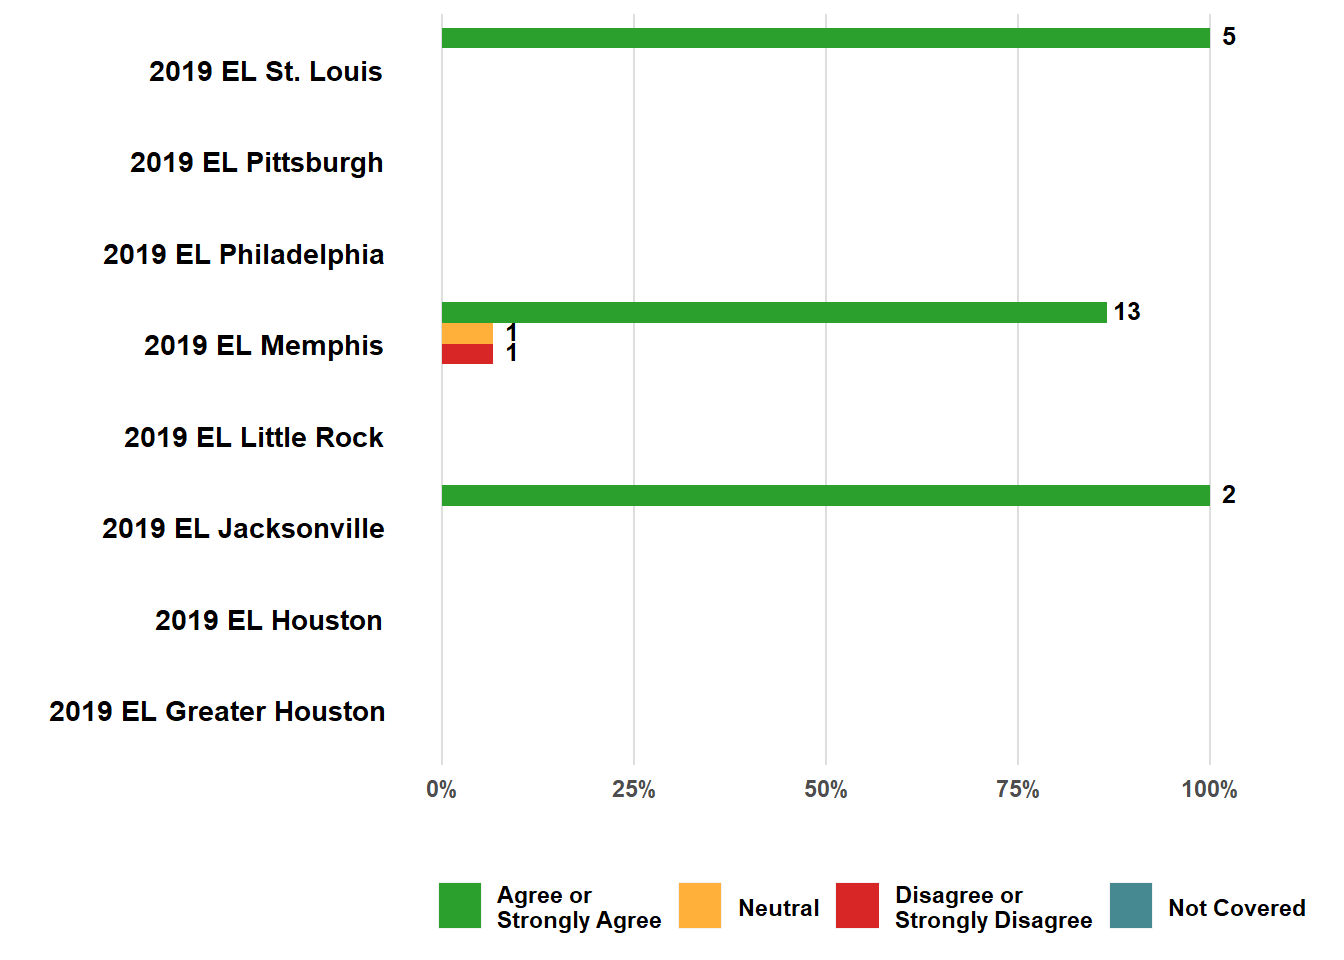 5
2019 EL St. Louis
2019 EL Pittsburgh
2019 EL Philadelphia
13
1
2019 EL Memphis
1
2019 EL Little Rock
2
2019 EL Jacksonville
2019 EL Houston
2019 EL Greater Houston
0% 25% 50% 75% 100%
Agree or
Strongly Agree
Neutral
Disagree or
Strongly Disagree
Not Covered